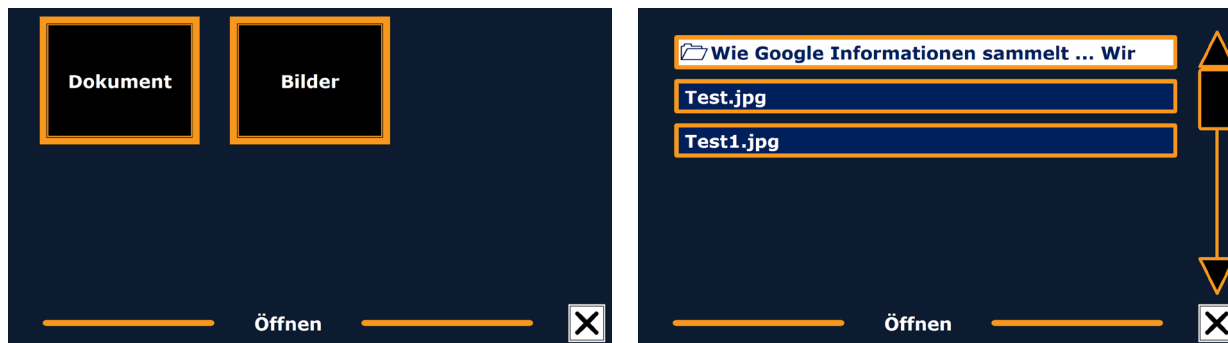 Dokument
Bilder
Öffnen
Wie Google Informationen sammelt ... Wir
Test.jpg
Test1.jpg
Öffnen